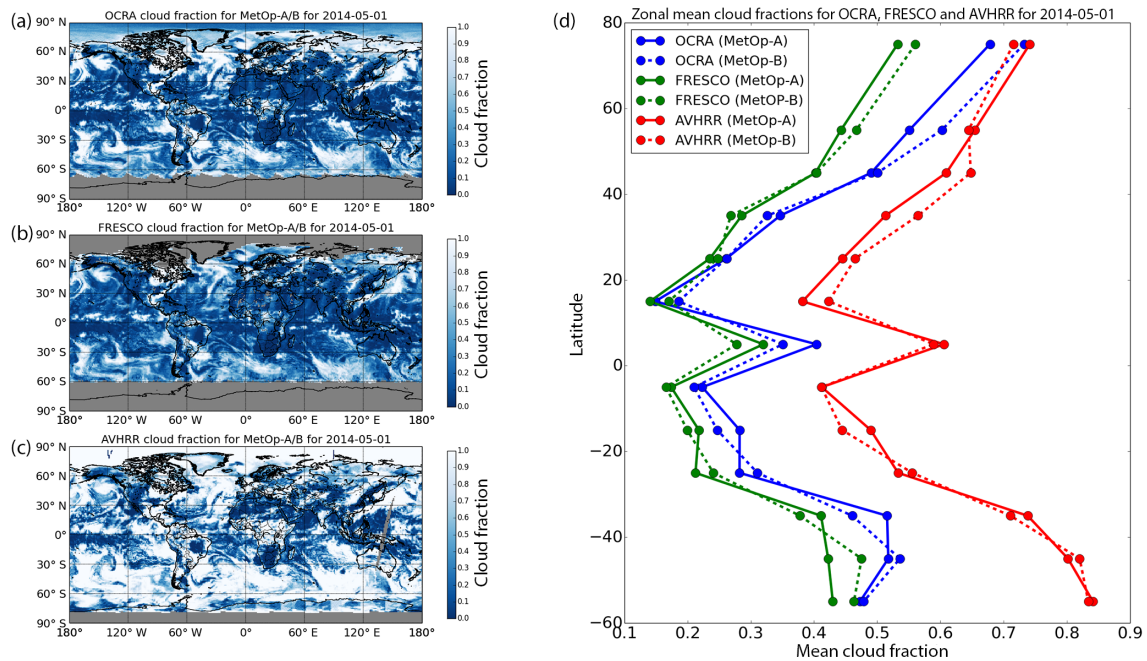 (a)
OCRA cloud fraction for MetOp-A/B for 2014-05-01
90° N
60° N
30° N
0°
30° S
60° S
90° S
180° 120° W 60° W 0° 60° E 120° E 180°
1.0
0.9
0.8
0.7
0.6
0.5
0.4
0.3
0.2
0.1
0.0
Cloud fraction
(b)
FRESCO cloud fraction for MetOp-A/B for 2014-05-01
90° N
60° N
30° N
0°
30° S
60° S
90° S
180° 120° W 60° W 0° 60° E 120° E 180°
1.0
0.9
0.8
0.7
0.6
0.5
0.4
0.3
0.2
0.1
0.0
Cloud fraction
(c)
AVHRR cloud fraction for MetOp-A/B for 2014-05-01
90° N
60° N
30° N
0°
30° S
60° S
90° S
180° 120° W 60° W 0° 60° E 120° E 180°
1.0
0.9
0.8
0.7
0.6
0.5
0.4
0.3
0.2
0.1
0.0
Cloud fraction
(d)
Zonal mean cloud fractions for OCRA, FRESCO and AVHRR for 2014-05-01
OCRA (MetOp-A)
OCRA (MetOp-B)
FRESCO (MetOp-A)
FRESCO (MetOP-B)
AVHRR (MetOp-A)
AVHRR (MetOp-B)
80
60
40
20
0
−20
−40
−60
Latitude
0.1 0.2 0.3 0.4 0.5 0.6 0.7 0.8 0.9
Mean cloud fraction